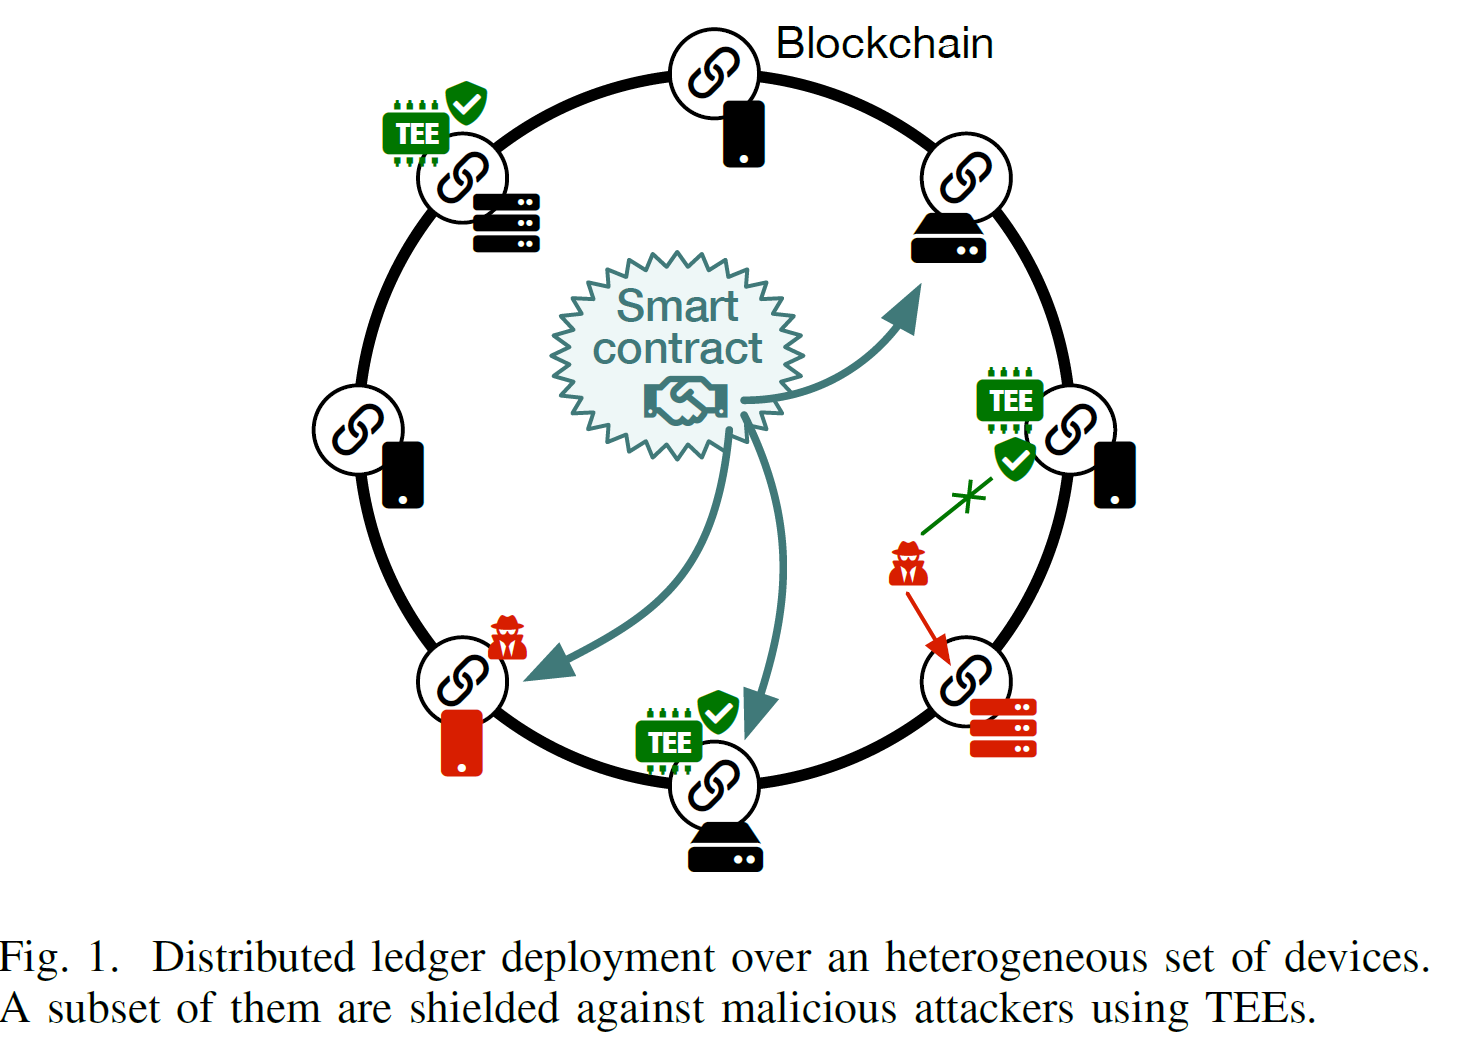 Blockchain
TEE
Smart
contract
TEE
TEE
Fig. 1. Distributed ledger deployment over an heterogeneous set of devices.
A subset of them are shielded against malicious attackers using TEEs.